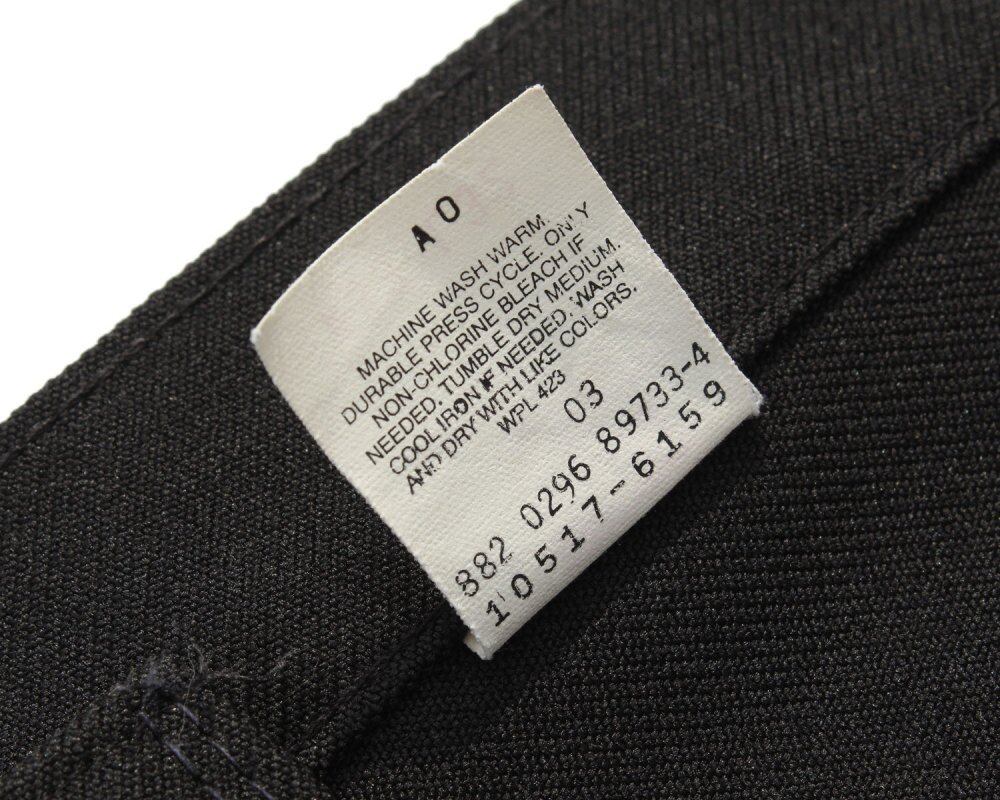 A O
MACHINE WASH WARM.
DURABLE PRESS CYCLE. ONLY
NON-CHLORINE BLEACH IF
NEEDED. TUMBLE DRY MEDIUM.
COOL IRON IF NEEDED. WASH
AND DRY WITH LIKE COLORS.
WPL 423
03
882 0296 89733-4
10517-6159